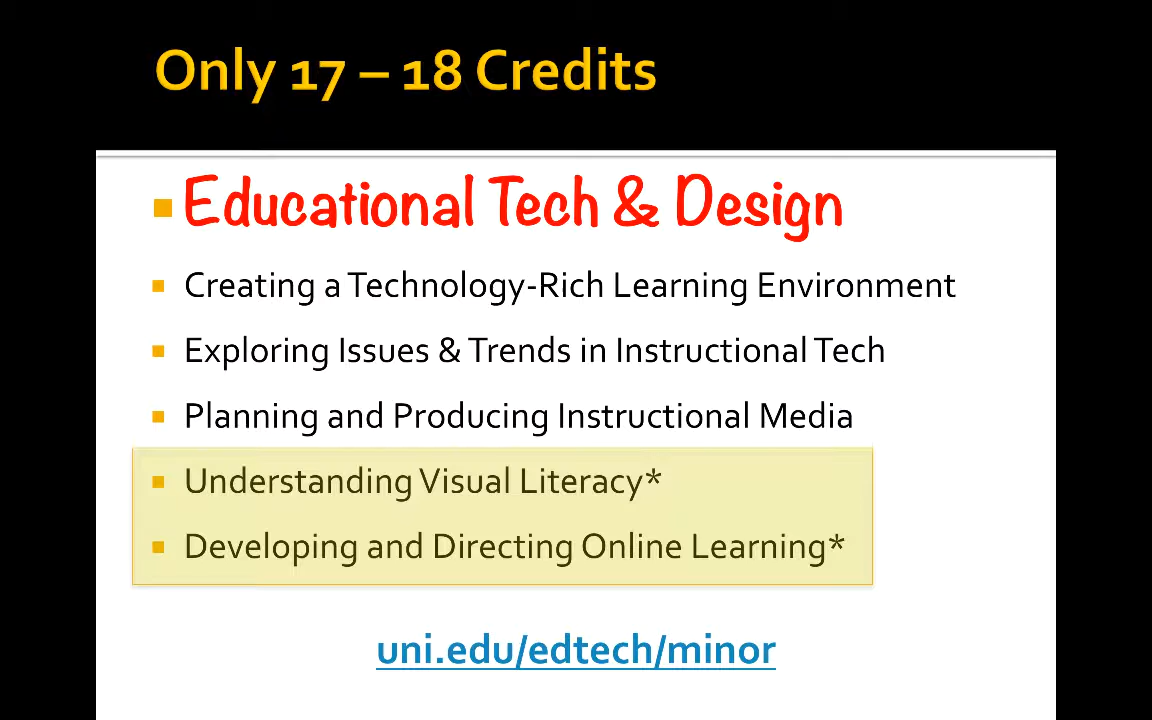 Only 17 – 18 Credits
Educational Tech & Design
Creating a Technology-Rich Learning Environment
Exploring Issues & Trends in Instructional Tech
Planning and Producing Instructional Media
Understanding Visual Literacy*
Developing and Directing Online Learning*
uni.edu/edtech/minor